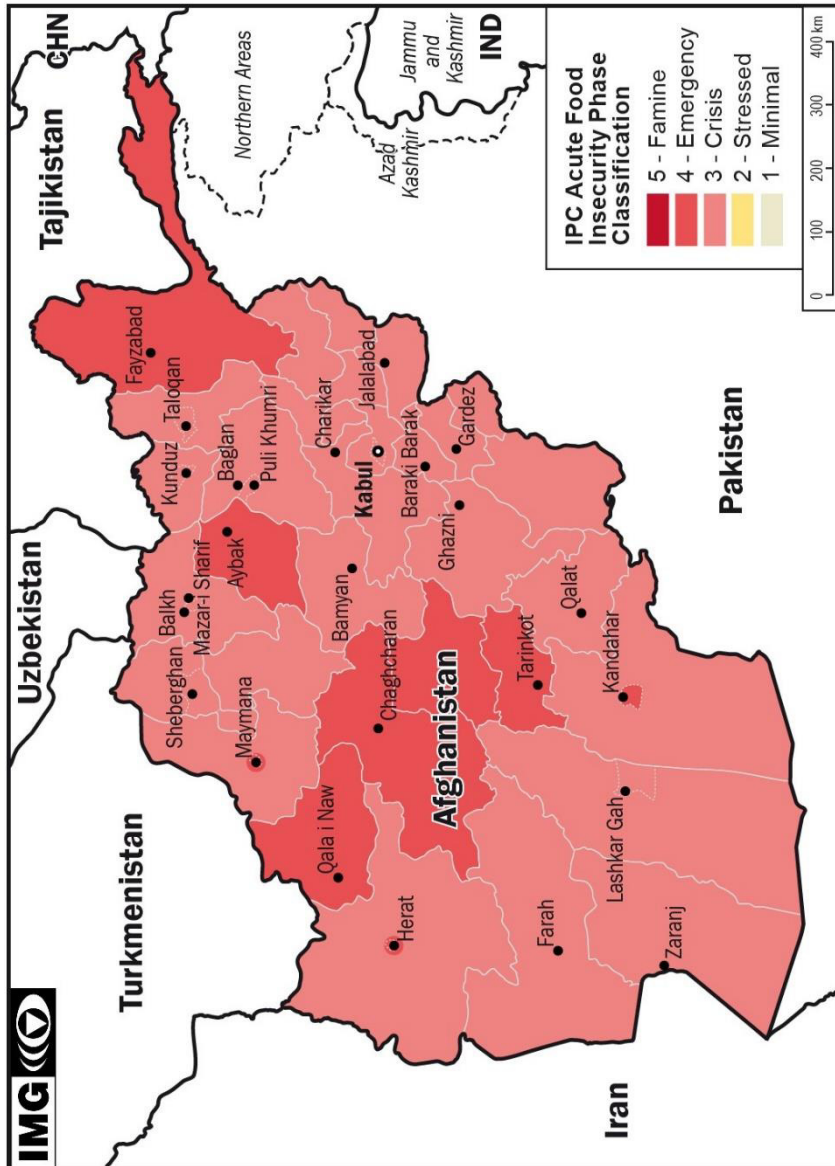 IMG
Uzbekistan
Tajikistan
CHN
Turkmenistan
Fayzabad
Kunduz
Taloqan
Balkh
Mazar-i Sharif
Sheberghan
Aybak
Baglan
Puli Khumri
Maymana
Northern Areas
Qala i Naw
Charikar
Bamyan
Kabul
Jalalabad
Chaghcharan
Herat
Azad
Kashmir
Jammu
and
Kashmir
IND
Baraki Barak
Gardez
Ghazni
Afghanistan
Tarinkot
Farah
Qalat
Kandahar
Lashkar Gah
Zaranj
Iran
Pakistan
IPC Acute Food
Insecurity Phase
Classification
5 - Famine
4 - Emergency
3 - Crisis
2 - Stressed
1 - Minimal
0 100 200 300 400 km